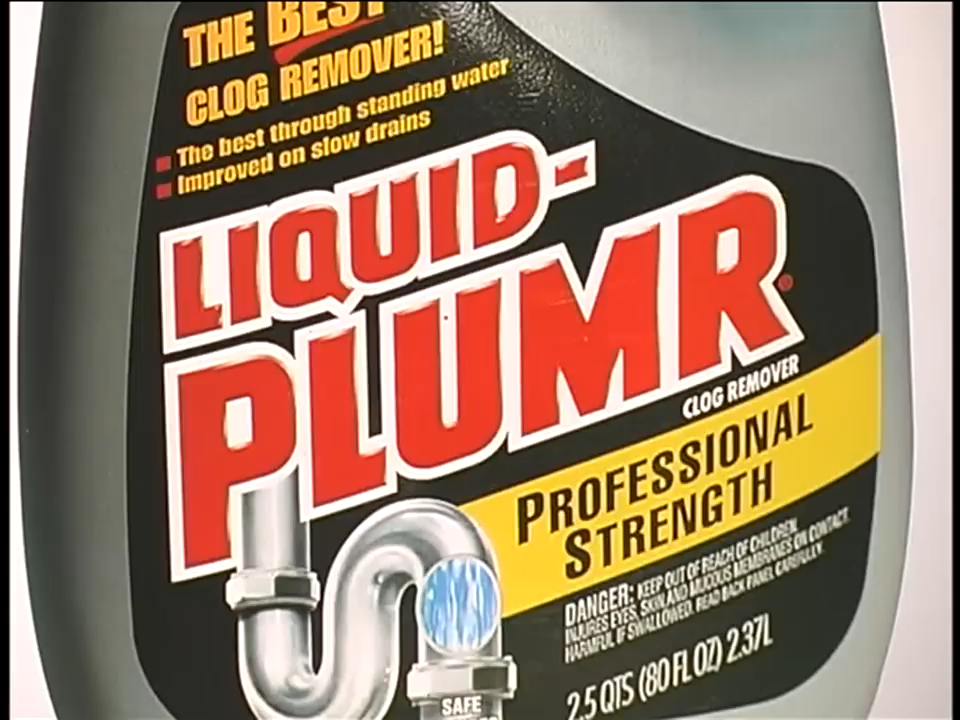 THE BEST
CLOG REMOVER!
The best through standing water
Improved on slow drains
LIQUID-
PLUMR®
CLOG REMOVER
PROFESSIONAL
STRENGTH
DANGER: KEEP OUT OF REACH OF CHILDREN.
INJURES EYES, SKIN AND MUCOUS MEMBRANES ON CONTACT.
HARMFUL IF SWALLOWED. READ BACK PANEL CAREFULLY.
2.5 QTS (80 FL OZ) 2.37L
SAFE